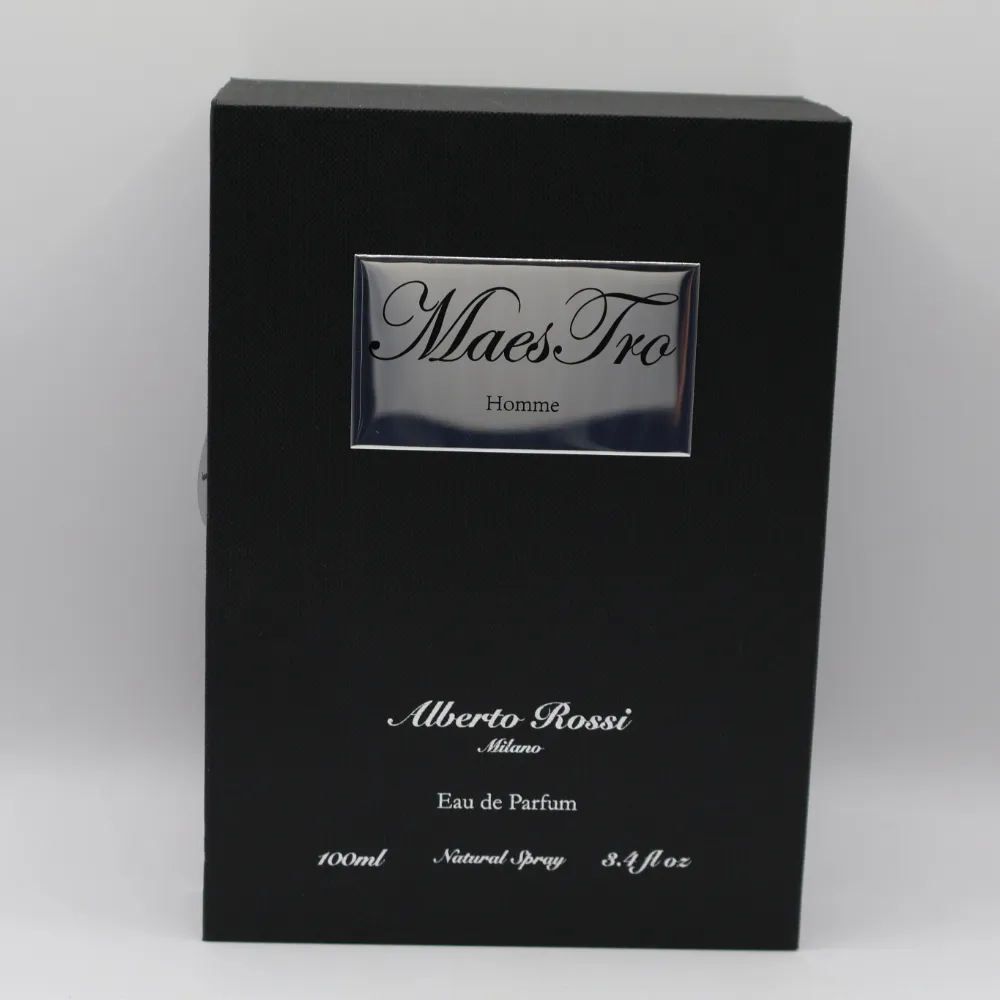 MaesTro
Homme
Alberto Rossi
Milano
Eau de Parfum
100ml Natural Spray 3.4 fl oz